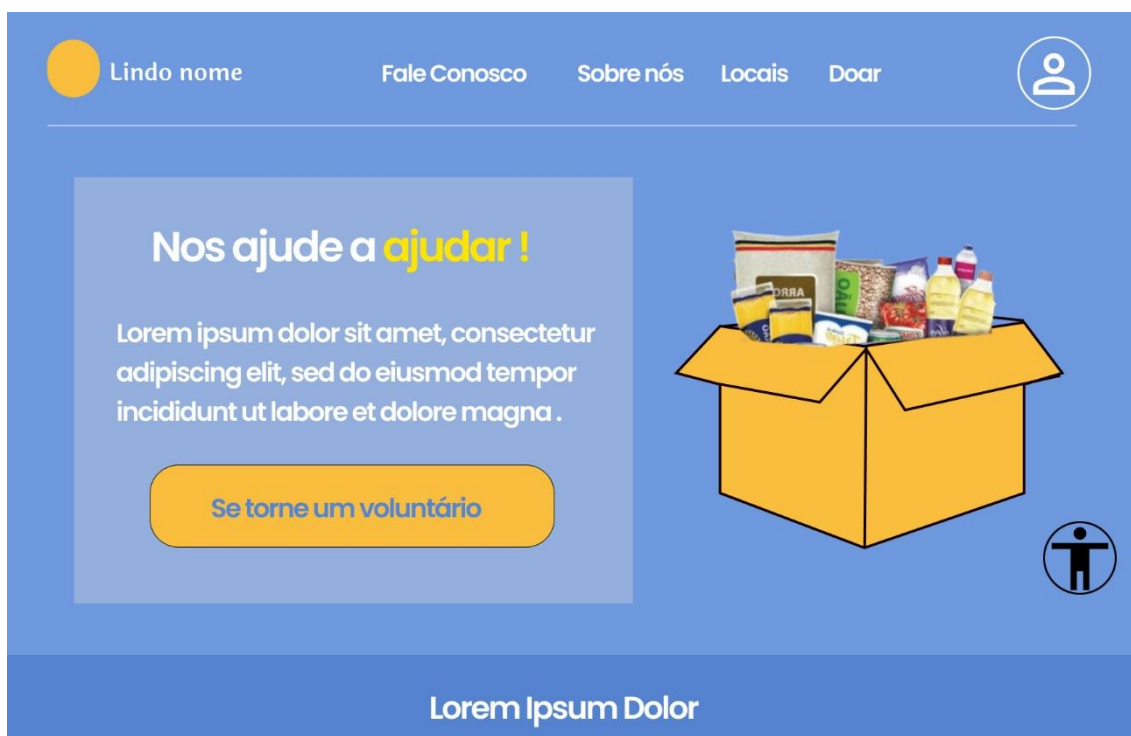 Lindo nome
Fale Conosco Sobre nós Locais Doar
Nos ajude a ajudar !
Lorem ipsum dolor sit amet, consectetur
adipiscing elit, sed do eiusmod tempor
incididunt ut labore et dolore magna .
Se torne um voluntário
Lorem Ipsum Dolor